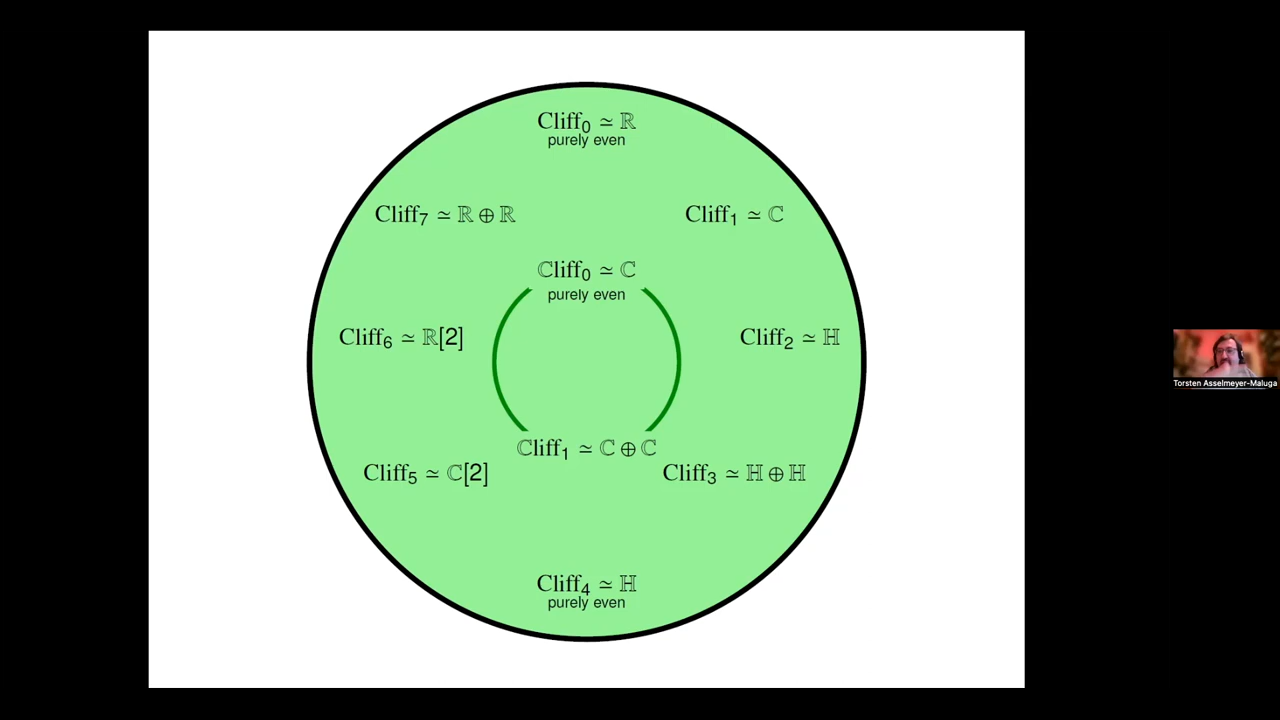 Cliff₀ ≃ ℝ
purely even
Cliff₇ ≃ ℝ ⊕ ℝ
Cliff₁ ≃ ℂ
ℂliff₀ ≃ ℂ
purely even
Cliff₆ ≃ ℝ[2]
Cliff₂ ≃ ℍ
ℂliff₁ ≃ ℂ ⊕ ℂ
Cliff₅ ≃ ℂ[2]
Cliff₃ ≃ ℍ ⊕ ℍ
Cliff₄ ≃ ℍ
purely even
Torsten Asselmeyer-Maluga